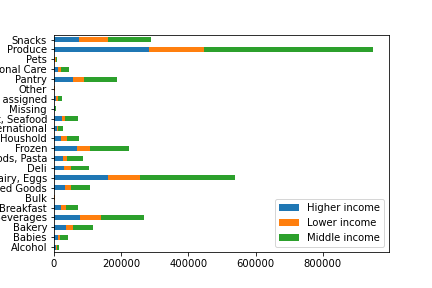 Snacks
Produce
Pets
onal Care
Pantry
Other
assigned
Missing
, Seafood
ernational
Houshold
Frozen
ods, Pasta
Deli
airy, Eggs
ed Goods
Bulk
Breakfast
everages
Bakery
Babies
Alcohol
0 200000 400000 600000 800000
Higher income
Lower income
Middle income